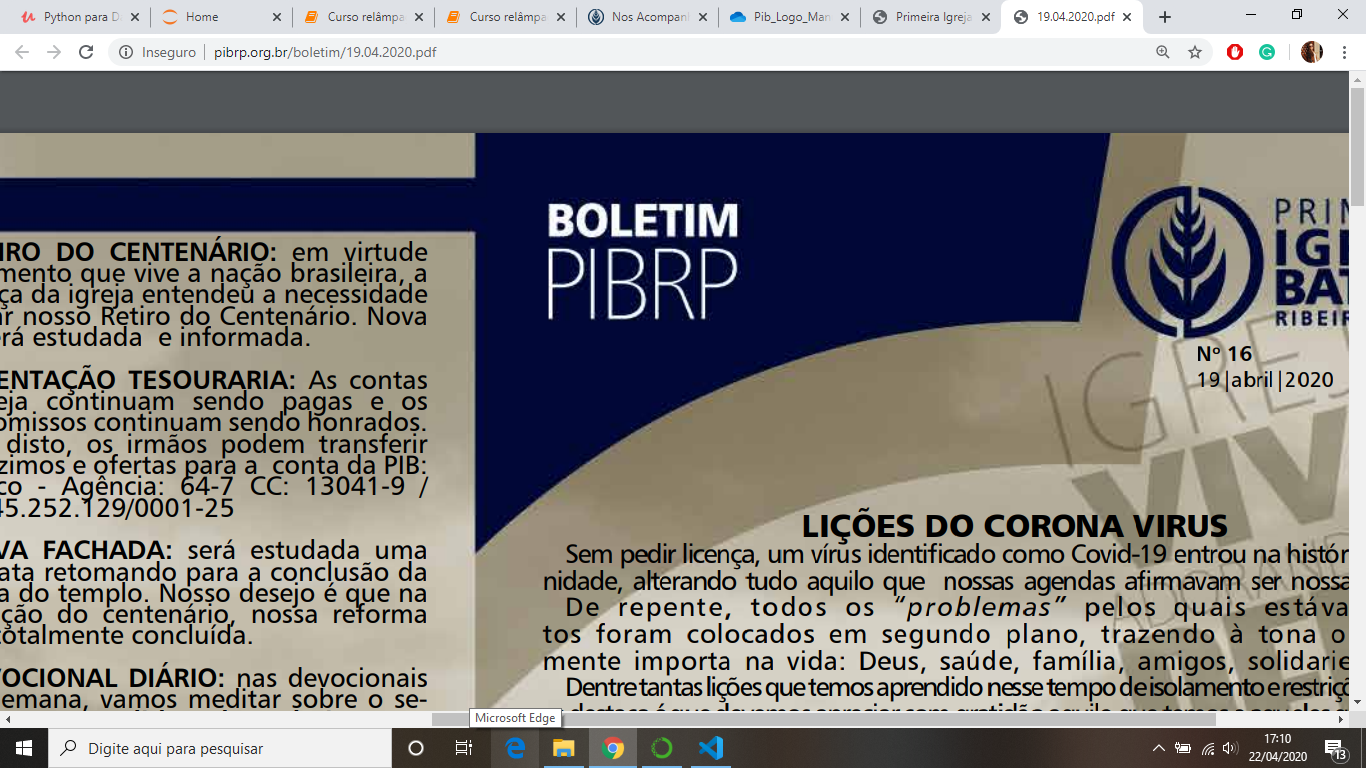 Python para D
Home
Curso relâmpa
Curso relâmpa
Nos Acompanh
Pib_Logo_Man
Primeira Igreja
19.04.2020.pdf
Inseguro | pibrp.org.br/boletim/19.04.2020.pdf
IRO DO CENTENÁRIO: em virtude
mento que vive a nação brasileira, a
ça da igreja entendeu a necessidade
ar nosso Retiro do Centenário. Nova
erá estudada e informada.
ENTAÇÃO TESOURARIA: As contas
eja continuam sendo pagas e os
omissos continuam sendo honrados.
disto, os irmãos podem transferir
zimos e ofertas para a conta da PIB:
co - Agência: 64-7 CC: 13041-9 /
45.252.129/0001-25
VA FACHADA: será estudada uma
ata retomando para a conclusão da
a do templo. Nosso desejo é que na
ção do centenário, nossa reforma
totalmente concluída.
VOCIONAL DIÁRIO: nas devocionais
emana, vamos meditar sobre o se-
BOLETIM
PIBRP
PRIM
IGR
BAT
RIBEIR
Nº 16
19|abril|2020
IGREJ
VIV
ADORAND
DE
LIÇÕES DO CORONA VIRUS
Sem pedir licença, um vírus identificado como Covid-19 entrou na histór
nidade, alterando tudo aquilo que nossas agendas afirmavam ser nossa
De repente, todos os “problemas” pelos quais estáva
tos foram colocados em segundo plano, trazendo à tona o
mente importa na vida: Deus, saúde, família, amigos, solidarie
Dentre tantas lições que temos aprendido nesse tempo de isolamento e restriçõ
Microsoft Edge
Digite aqui para pesquisar
17:10
22/04/2020
13